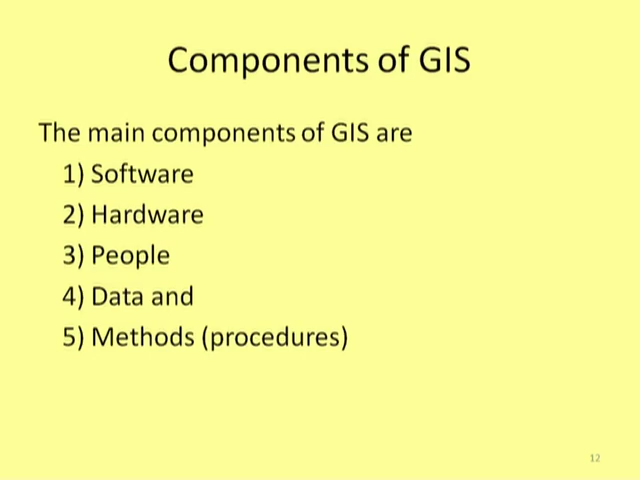 Components of GIS
The main components of GIS are
1) Software
2) Hardware
3) People
4) Data and
5) Methods (procedures)
12